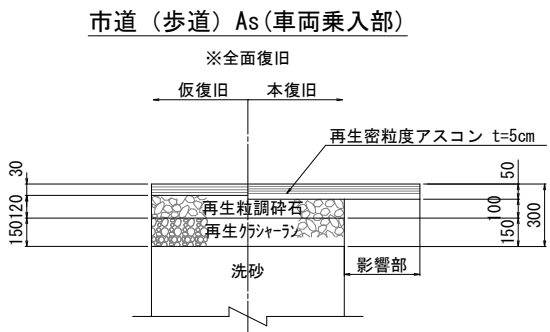 市道（歩道）As(車両乗入部)
※全面復旧
仮復旧 本復旧
再生密粒度アスコン t=5cm
30
120
150
再生粒調砕石
再生ｸﾗｼｬｰﾗﾝ
洗砂
影響部
50
100
150
300